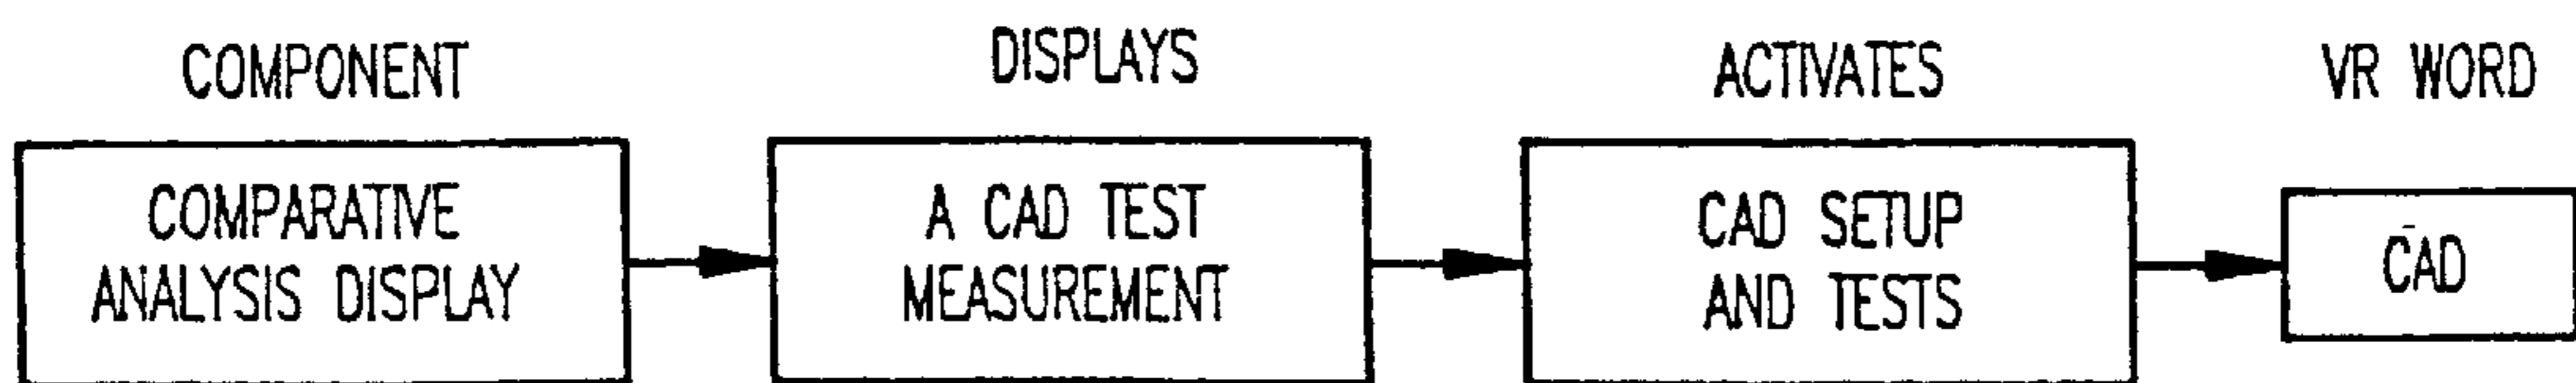 COMPONENT
DISPLAYS
ACTIVATES
VR WORD
COMPARATIVE
ANALYSIS DISPLAY
A CAD TEST
MEASUREMENT
CAD SETUP
AND TESTS
CAD